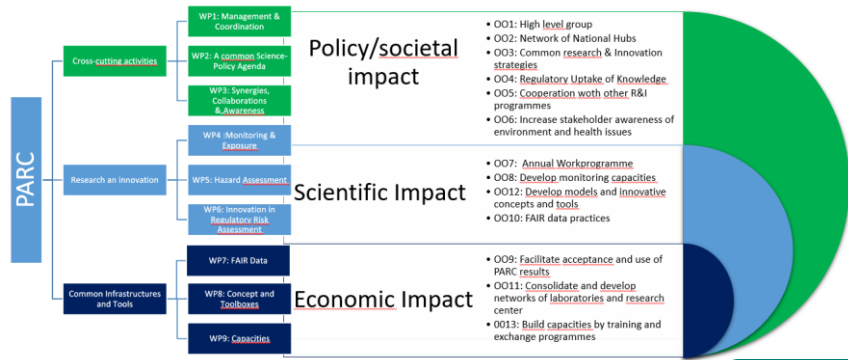 PARC
Cross-cutting activities
Research an innovation
Common Infrastructures
and Tools
WP1: Management &
Coordination
WP2: A common Science-
Policy Agenda
WP3: Synergies,
Collaborations
& Awareness
WP4 :Monitoring &
Exposure
WP5: Hazard Assessment
WP6: Innovation in
Regulatory Risk
Assessment
WP7: FAIR Data
WP8: Concept and
Toolboxes
WP9: Capacities
Policy/societal
impact
• OO1: High level group
• OO2: Network of National Hubs
• OO3: Common research & Innovation
strategies
• OO4: Regulatory Uptake of Knowledge
• OO5: Cooperation woth other R&I
programmes
• OO6: Increase stakeholder awareness of
environment and health issues
Scientific Impact
• OO7: Annual Workprogramme
• OO8: Develop monitoring capacities
• OO12: Develop models and innovative
concepts and tools
• OO10: FAIR data practices
Economic Impact
• OO9: Facilitate acceptance and use of
PARC results
• OO11: Consolidate and develop
networks of laboratories and research
center
• 0O13: Build capacities by training and
exchange programmes